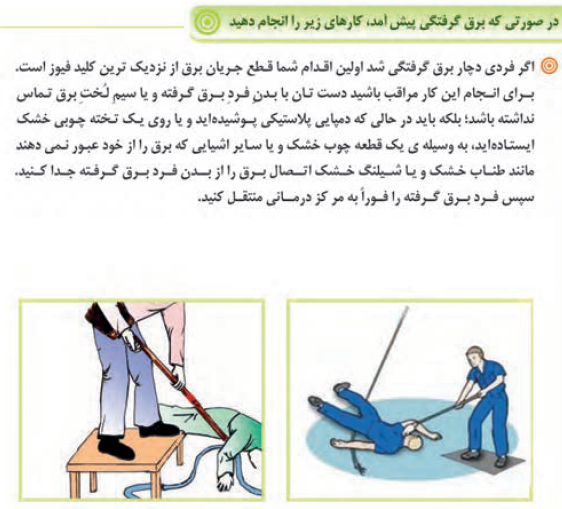 در صورتی که برق گرفتگی پیش آمد، کارهای زیر را انجام دهید
اگر فردی دچار برق گرفتگی شد اولین اقدام شما قطع جریان برق از نزدیک ترین کلید فیوز است.
برای انجام این کار مراقب باشید دست تان با بدن فرد برق گرفته و یا سیم لُخت برق تماس
نداشته باشد؛ بلکه باید در حالی که دمپایی پلاستیکی پوشیده‌اید و یا روی یک تخته چوبی خشک
ایستاده‌اید، به وسیله ی یک قطعه چوب خشک و یا سایر اشیایی که برق را از خود عبور نمی دهند
مانند طناب خشک و یا شیلنگ خشک اتصال برق را از بدن فرد برق گرفته جدا کنید.
سپس فرد برق گرفته را فوراً به مر کز درمانی منتقل کنید.